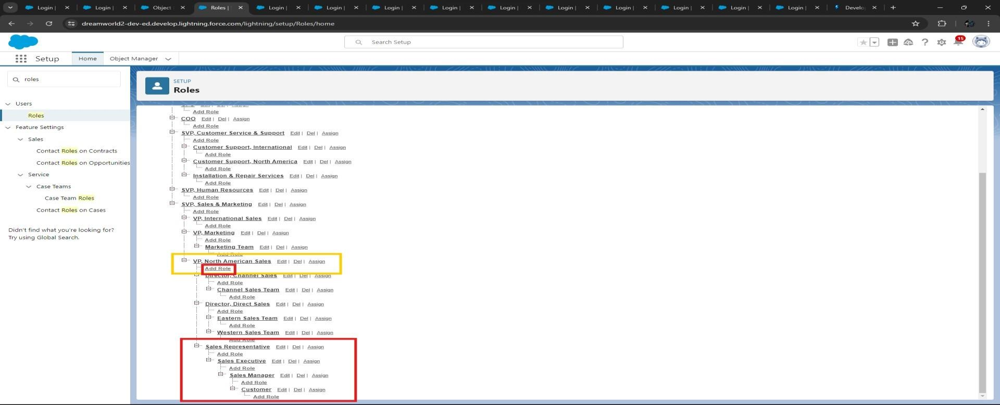 Login |
Login |
Object
Roles |
Login |
Login |
Login |
Login |
Login |
Login |
Login |
Login |
Login |
Login |
Develo
dreamworld2-dev-ed.develop.lightning.force.com/lightning/setup/Roles/home
Search Setup
15
Setup
Home
Object Manager
roles
Users
Roles
Feature Settings
Sales
Contact Roles on Contracts
Contact Roles on Opportunities
Service
Case Teams
Case Team Roles
Contact Roles on Cases
Didn't find what you're looking for?
Try using Global Search.
SETUP
Roles
Add Role
COO Edit | Del | Assign
Add Role
SVP, Customer Service & Support Edit | Del | Assign
Add Role
Customer Support, International Edit | Del | Assign
Add Role
Customer Support, North America Edit | Del | Assign
Add Role
Installation & Repair Services Edit | Del | Assign
Add Role
SVP, Human Resources Edit | Del | Assign
Add Role
SVP, Sales & Marketing Edit | Del | Assign
Add Role
VP, International Sales Edit | Del | Assign
Add Role
VP, Marketing Edit | Del | Assign
Add Role
Marketing Team Edit | Del | Assign
Add Role
VP, North American Sales Edit | Del | Assign
Add Role
Director, Channel Sales Edit | Del | Assign
Add Role
Channel Sales Team Edit | Del | Assign
Add Role
Director, Direct Sales Edit | Del | Assign
Add Role
Eastern Sales Team Edit | Del | Assign
Add Role
Western Sales Team Edit | Del | Assign
Add Role
Sales Representative Edit | Del | Assign
Add Role
Sales Executive Edit | Del | Assign
Add Role
Sales Manager Edit | Del | Assign
Add Role
Customer Edit | Del | Assign
Add Role